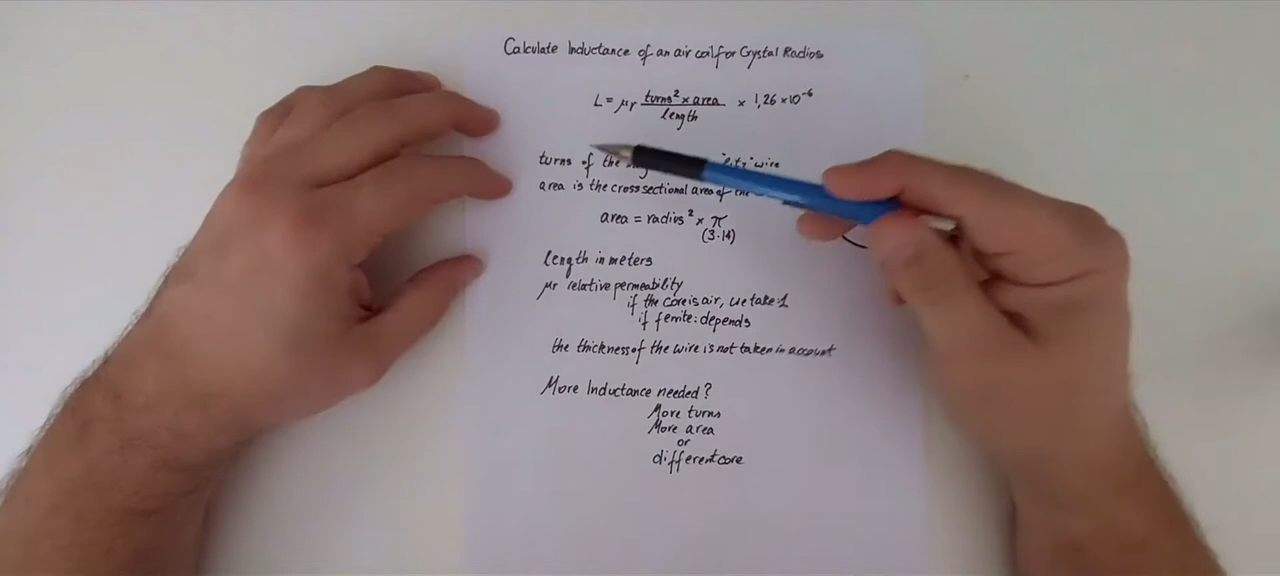 Calculate Inductance of an air coil for Crystal Radios
L = μr turns² x area / length x 1,26 x 10⁻⁶
turns of the "litz" wire
area is the cross sectional area of the
area = radius² x π
(3.14)
length in meters
μr relative permeability
if the core is air, we take: 1
if ferrite: depends
the thickness of the wire is not taken in account
More Inductance needed?
More turns
More area
or
different core